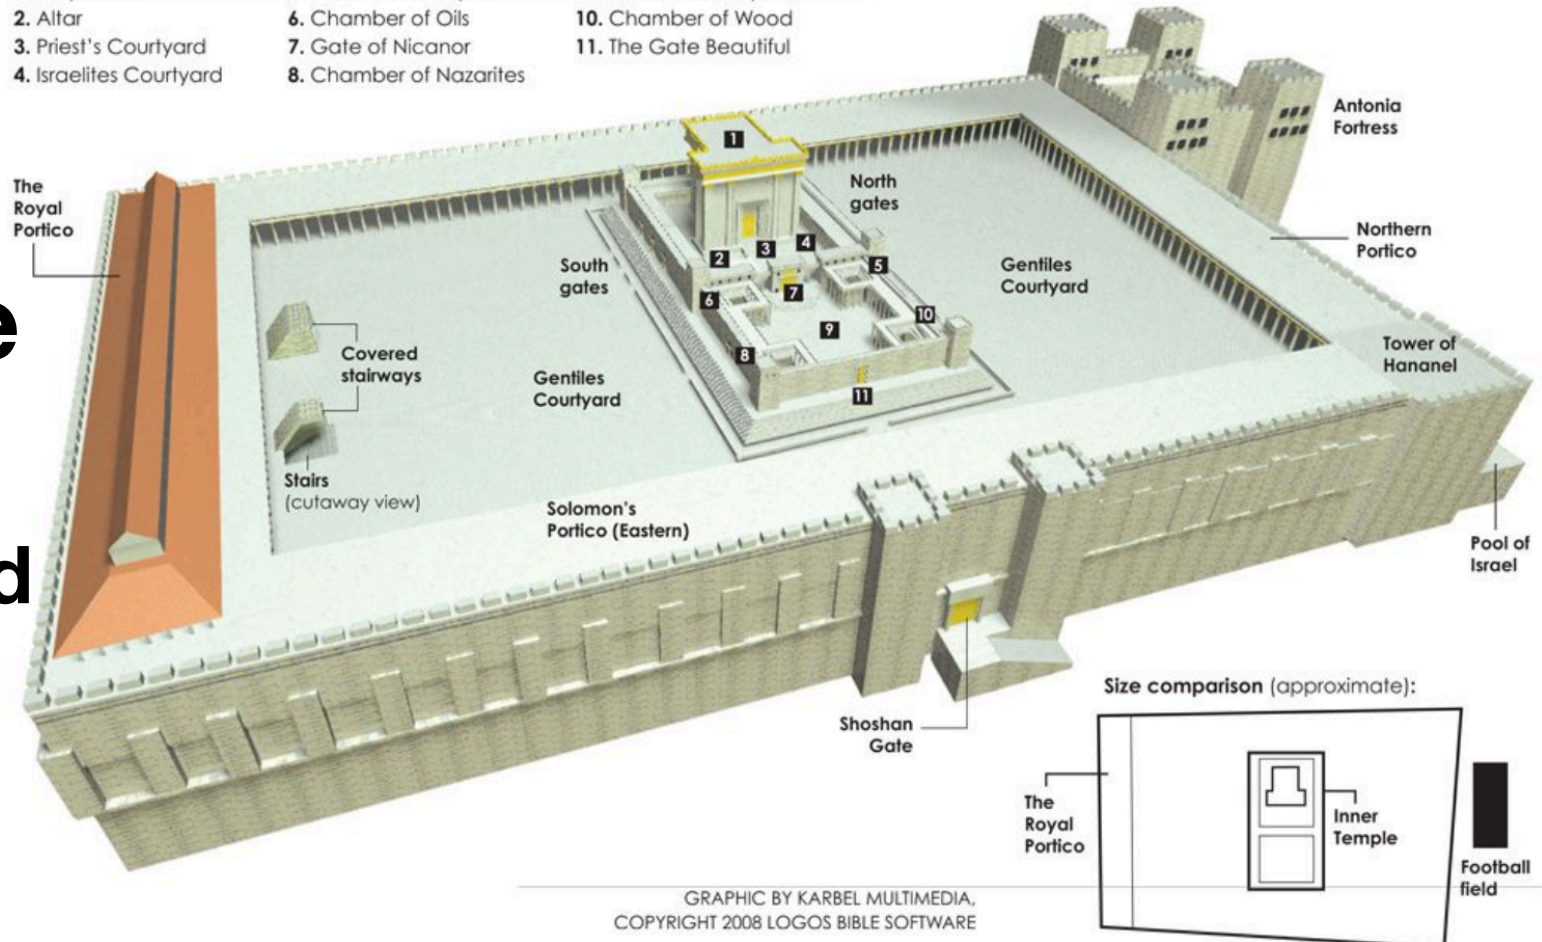 2. Altar
3. Priest's Courtyard
4. Israelites Courtyard
6. Chamber of Oils
7. Gate of Nicanor
8. Chamber of Nazarites
10. Chamber of Wood
11. The Gate Beautiful
Antonia
Fortress
1
The
Royal
Portico
North
gates
Northern
Portico
2
3
4
5
South
gates
Gentiles
Courtyard
6
7
9
10
8
11
Covered
stairways
Gentiles
Courtyard
Tower of
Hananel
e
Stairs
(cutaway view)
Solomon's
Portico (Eastern)
Pool of
Israel
d
Shoshan
Gate
Size comparison (approximate):
The
Royal
Portico
Inner
Temple
Football
field
GRAPHIC BY KARBEL MULTIMEDIA,
COPYRIGHT 2008 LOGOS BIBLE SOFTWARE